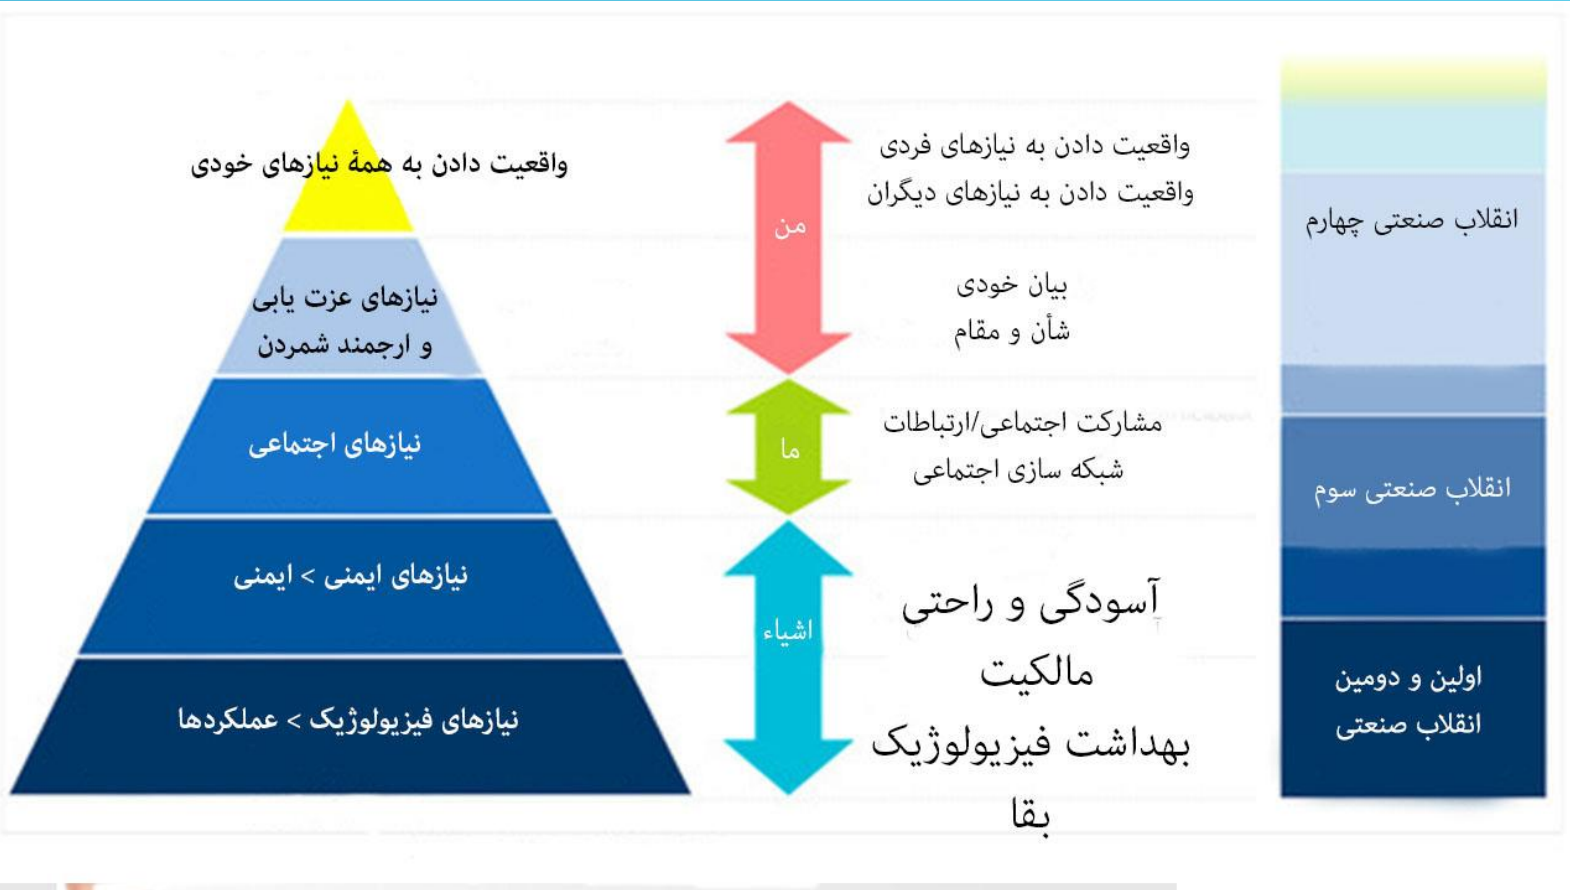 واقعیت دادن به همهٔ نیازهای خودی
نیازهای عزت یابی
و ارجمند شمردن
نیازهای اجتماعی
نیازهای ایمنی > ایمنی
نیازهای فیزیولوژیک > عملکردها
من
ما
اشیاء
واقعیت دادن به نیازهای فردی
واقعیت دادن به نیازهای دیگران
بیان خودی
شأن و مقام
مشارکت اجتماعی/ارتباطات
شبکه سازی اجتماعی
آسودگی و راحتی
مالکیت
بهداشت فیزیولوژیک
بقا
انقلاب صنعتی چهارم
انقلاب صنعتی سوم
اولین و دومین
انقلاب صنعتی